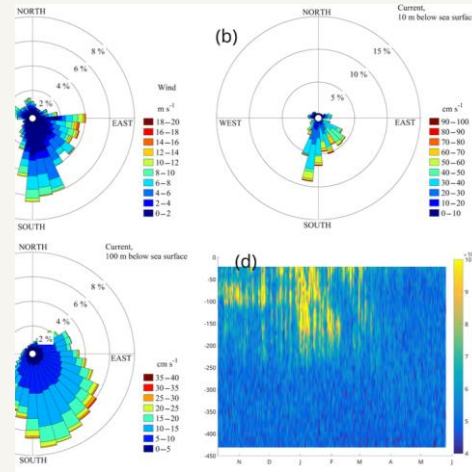 NORTH
8 %
6 %
4 %
2 %
EAST
SOUTH
Wind
m s⁻¹
18–20
16–18
14–16
12–14
10–12
8–10
6–8
4–6
2–4
0–2
(b)
NORTH
Current,
10 m below sea surface
15 %
10 %
5 %
WEST
EAST
SOUTH
cm s⁻¹
90–100
80–90
70–80
60–70
50–60
40–50
30–40
20–30
10–20
0–10
NORTH
Current,
100 m below sea surface
8 %
6 %
4 %
2 %
EAST
SOUTH
cm s⁻¹
35–40
30–35
25–30
20–25
15–20
10–15
5–10
0–5
(d)
0
-50
-100
-150
-200
-250
-300
-350
-400
-450
N
D
J
F
M
A
M
J
10
9
8
7
6
5
4